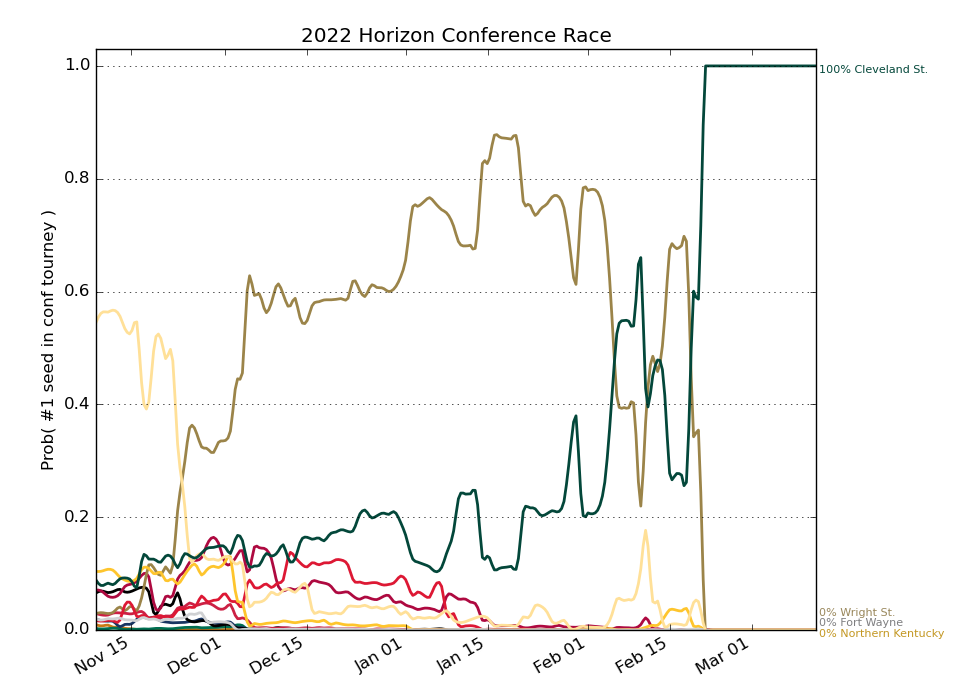 2022 Horizon Conference Race
Prob( #1 seed in conf tourney )
1.0
0.8
0.6
0.4
0.2
0.0
100% Cleveland St.
0% Wright St.
0% Fort Wayne
0% Northern Kentucky
Nov 15
Dec 01
Dec 15
Jan 01
Jan 15
Feb 01
Feb 15
Mar 01